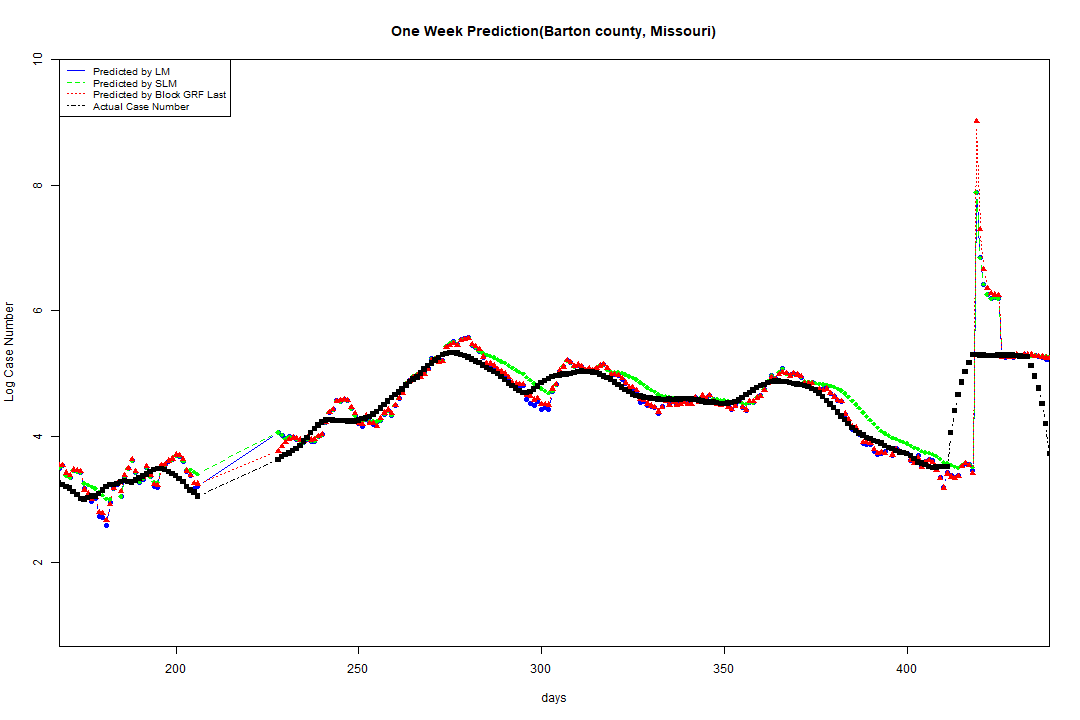 One Week Prediction(Barton county, Missouri)
Predicted by LM
Predicted by SLM
Predicted by Block GRF Last
Actual Case Number
10
8
6
4
2
Log Case Number
200
250
300
350
400
days